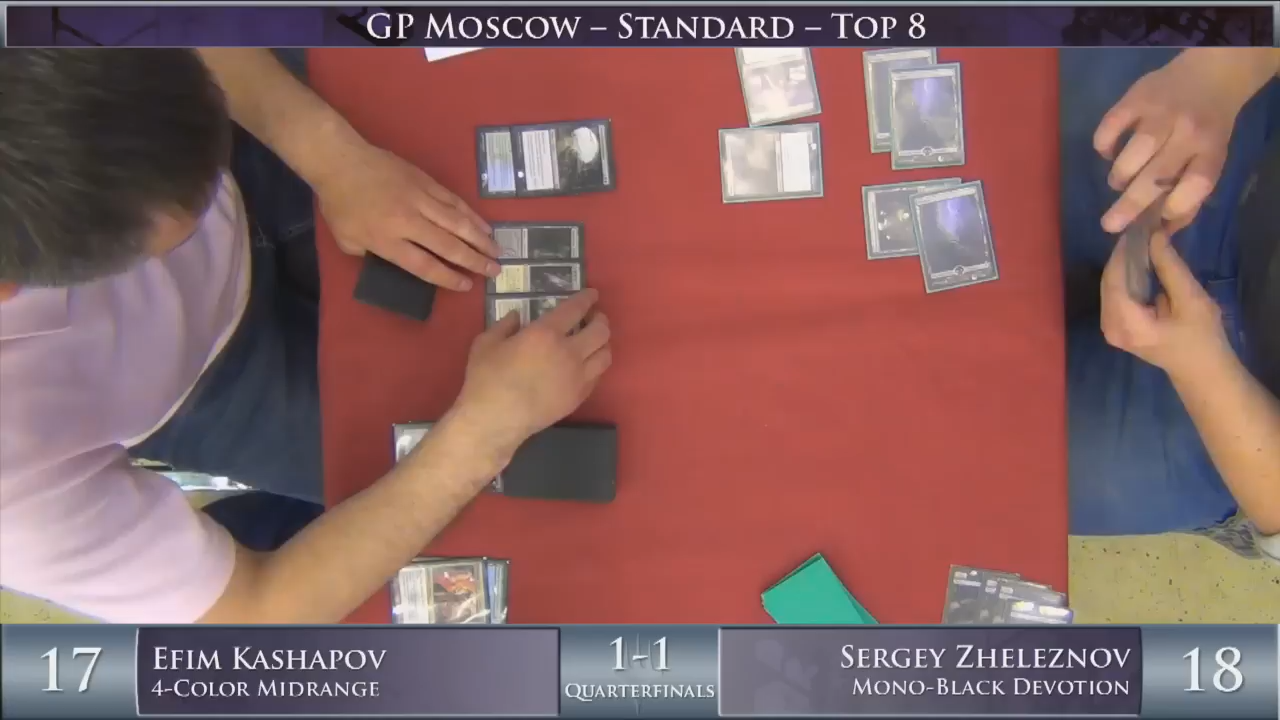 GP MOSCOW – STANDARD – TOP 8
17
EFIM KASHAPOV
4-COLOR MIDRANGE
1-1
QUARTERFINALS
SERGEY ZHELEZNOV
MONO-BLACK DEVOTION
18